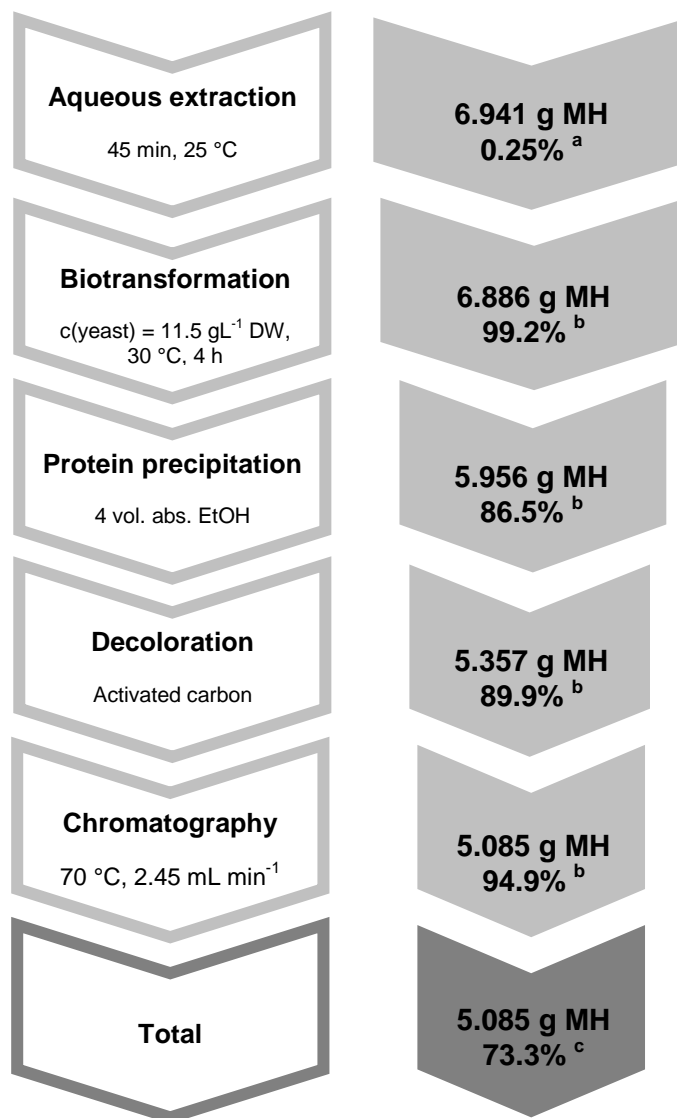 Aqueous extraction
45 min, 25 °C
6.941 g MH
0.25% ᵃ
Biotransformation
c(yeast) = 11.5 gL⁻¹ DW,
30 °C, 4 h
6.886 g MH
99.2% ᵇ
Protein precipitation
4 vol. abs. EtOH
5.956 g MH
86.5% ᵇ
Decoloration
Activated carbon
5.357 g MH
89.9% ᵇ
Chromatography
70 °C, 2.45 mL min⁻¹
5.085 g MH
94.9% ᵇ
Total
5.085 g MH
73.3% ᶜ